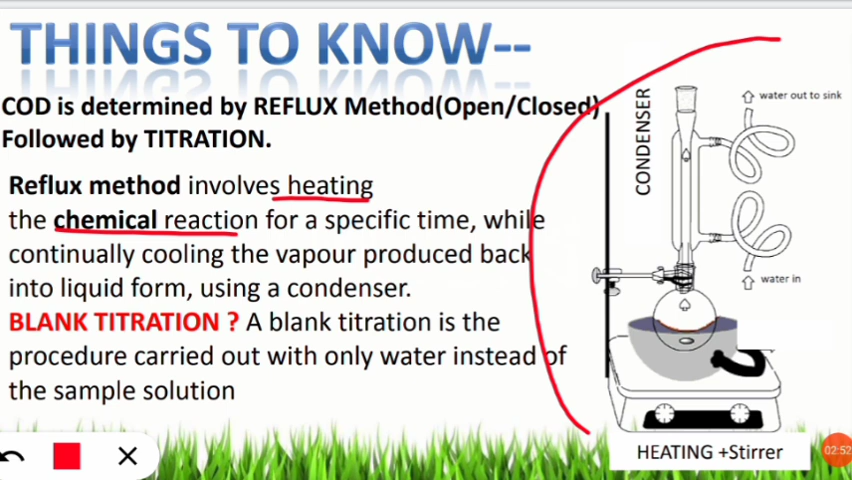 THINGS TO KNOW--
COD is determined by REFLUX Method(Open/Closed)
Followed by TITRATION.
Reflux method involves heating
the chemical reaction for a specific time, while
continually cooling the vapour produced back
into liquid form, using a condenser.
BLANK TITRATION ? A blank titration is the
procedure carried out with only water instead of
the sample solution
CONDENSER
water out to sink
water in
HEATING +Stirrer
02:52